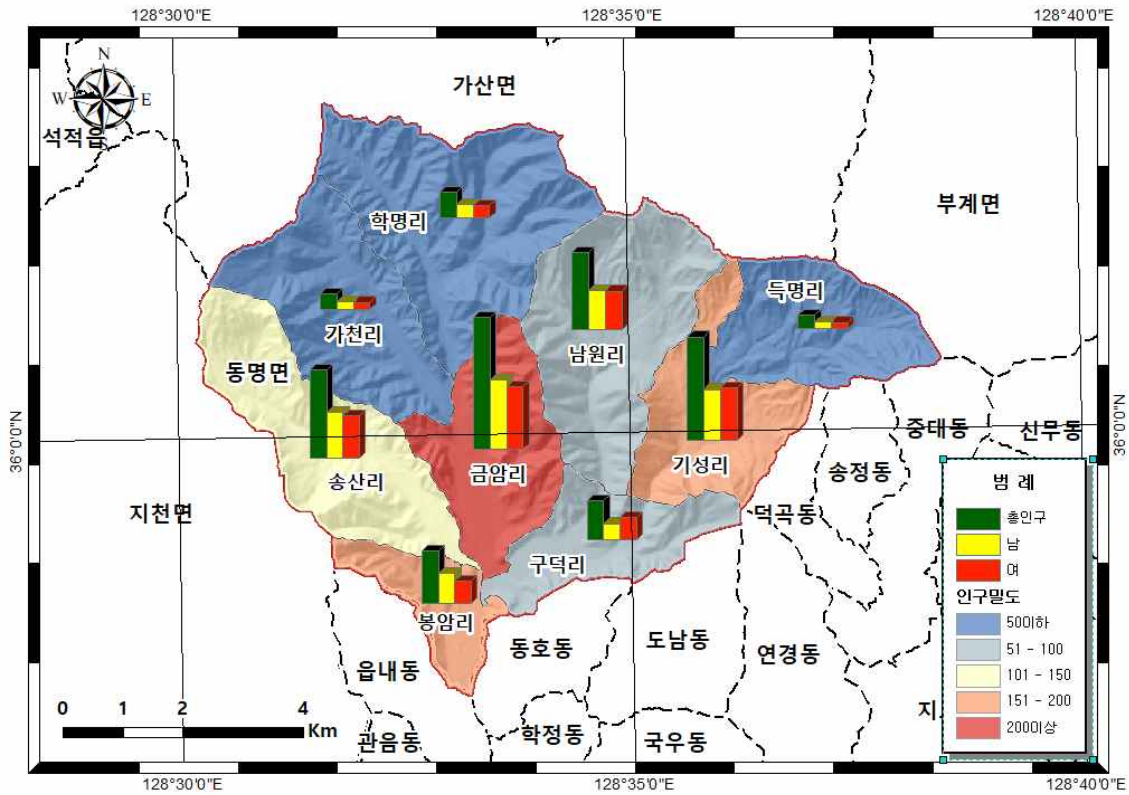 128°30'0"E
128°35'0"E
128°40'0"E
N
W
E
S
가산면
석적읍
부계면
학명리
득명리
가천리
남원리
동명면
36°0'0"N
36°0'0"N
중대동
신무동
송산리
금암리
기성리
송정동
지천면
덕곡동
구덕리
봉암리
동호동
도남동
연경동
읍내동
지
학정동
관음동
국우동
0
1
2
4
Km
범 례
총인구
남
여
인구밀도
50이하
51 - 100
101 - 150
151 - 200
200이상
128°30'0"E
128°35'0"E
128°40'0"E